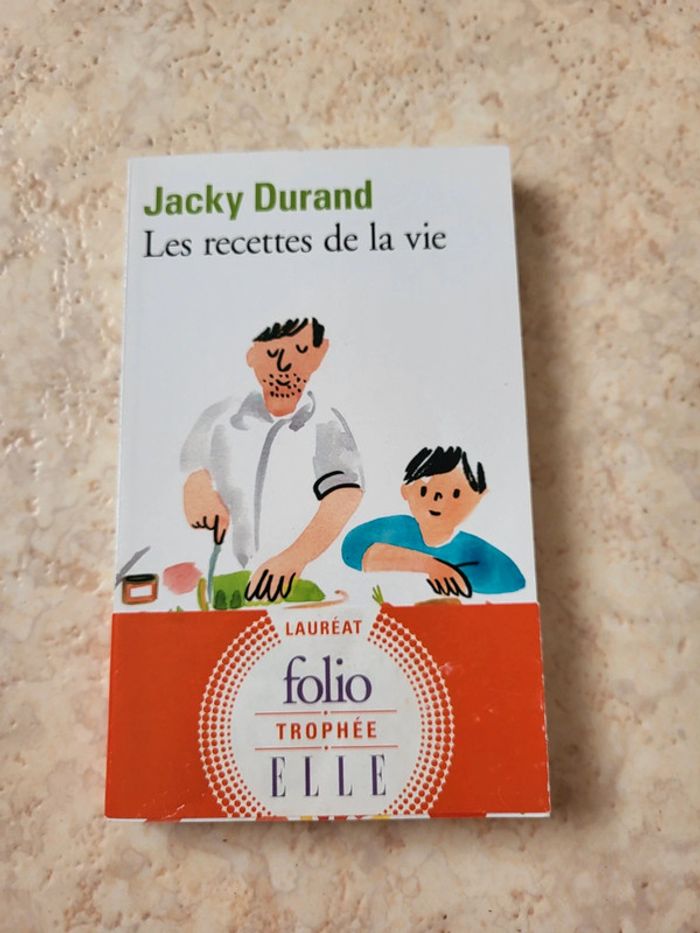 Jacky Durand
Les recettes de la vie
LAURÉAT
folio
TROPHÉE
ELLE